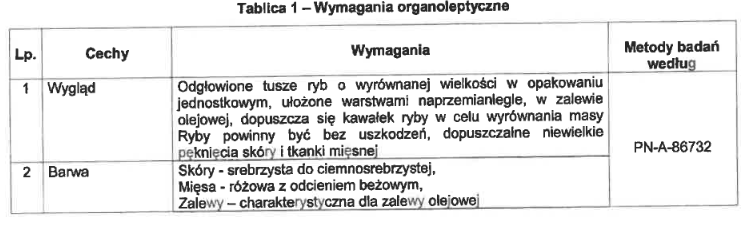 Tablica 1 – Wymagania organoleptyczne
Lp. Cechy Wymagania Metody badań
według
1 Wygląd Odgłowione tusze ryb o wyrównanej wielkości w opakowaniu
jednostkowym, ułożone warstwami naprzemianlegle, w zalewie
olejowej, dopuszcza się kawałek ryby w celu wyrównania masy
Ryby powinny być bez uszkodzeń, dopuszczalne niewielkie
pęknięcia skóry i tkanki mięsnej
PN-A-86732
2 Barwa Skóry - srebrzysta do ciemnosrebrzystej,
Mięsa - różowa z odcieniem beżowym,
Zalewy – charakterystyczna dla zalewy olejowej